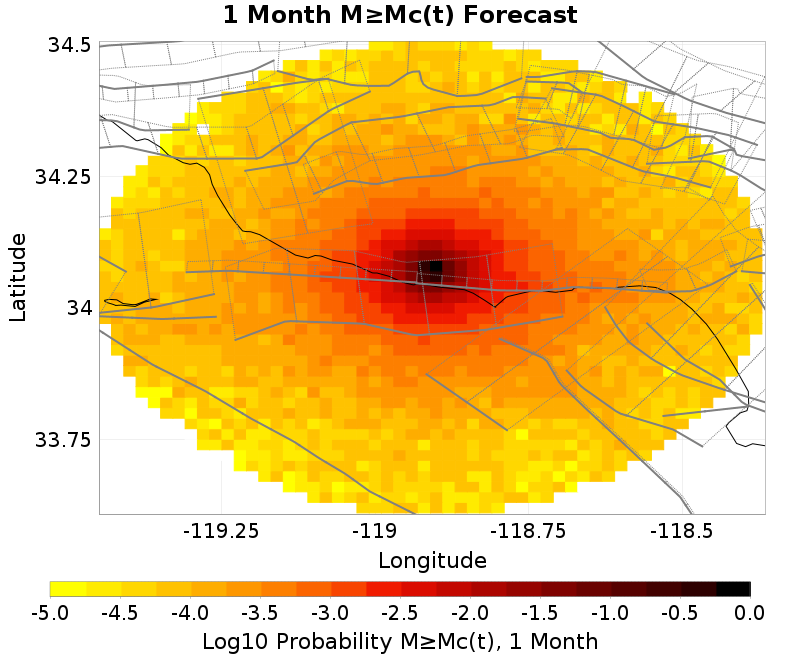 1 Month M≥Mc(t) Forecast
34.5
34.25
34
33.75
Latitude
-119.25 -119 -118.75 -118.5
Longitude
-5.0 -4.5 -4.0 -3.5 -3.0 -2.5 -2.0 -1.5 -1.0 -0.5 0.0
Log10 Probability M≥Mc(t), 1 Month